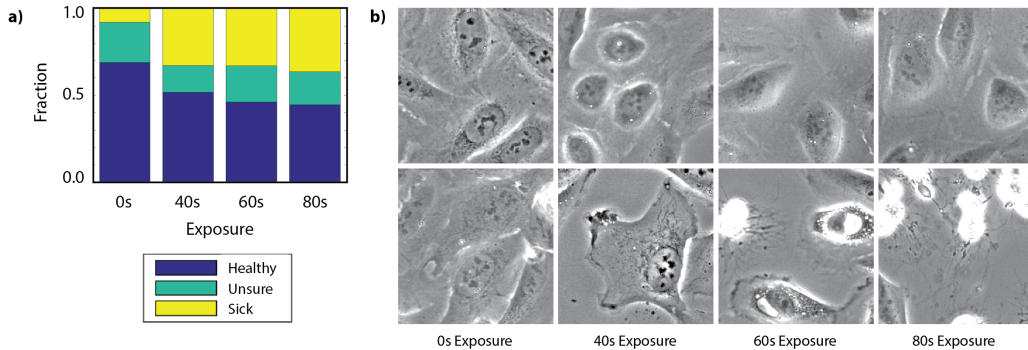 a)
1.0
0.5
0.0
Fraction
0s 40s 60s 80s
Exposure
Healthy
Unsure
Sick
b)
0s Exposure 40s Exposure 60s Exposure 80s Exposure